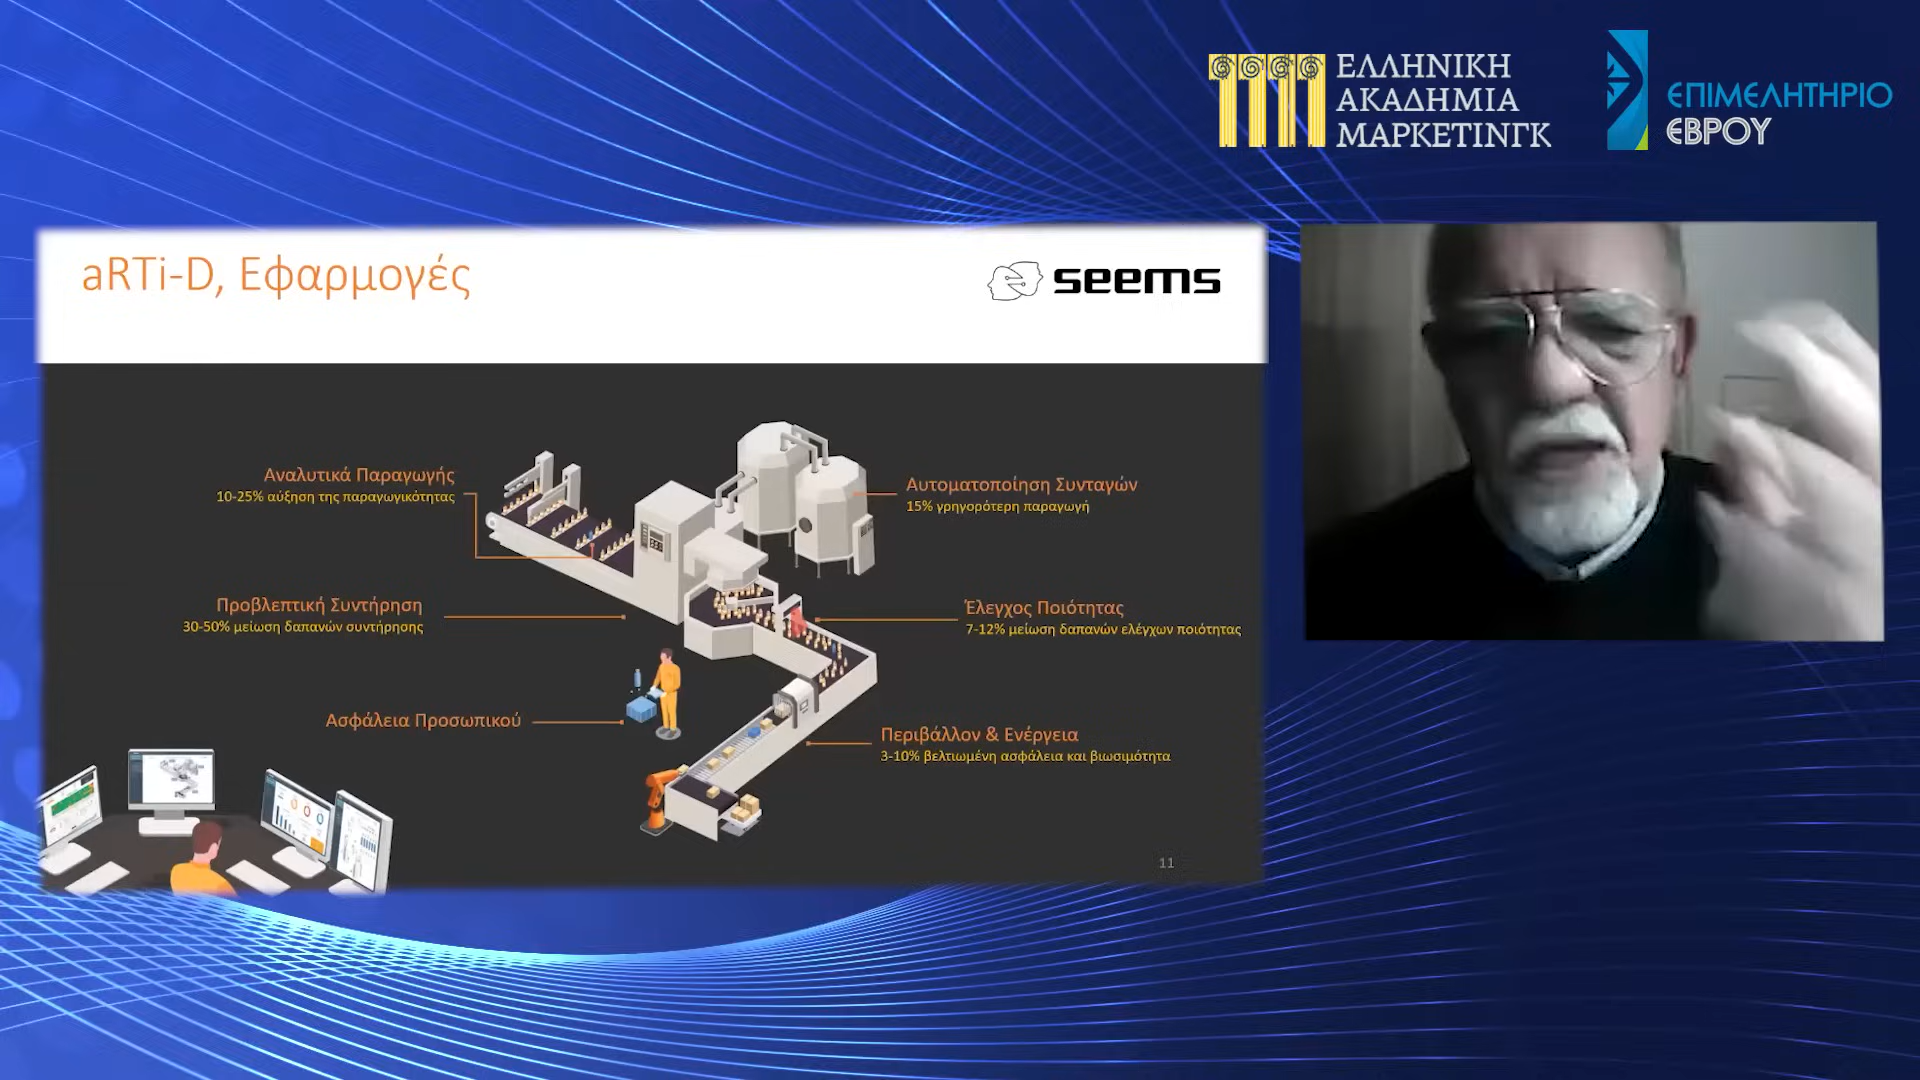 ΕΛΛΗΝΙΚΗ
ΑΚΑΔΗΜΙΑ
ΜΑΡΚΕΤΙΝΓΚ
ΕΠΙΜΕΛΗΤΗΡΙΟ
ΕΒΡΟΥ
aRTi-D, Εφαρμογές
seems
Αναλυτικά Παραγωγής
10-25% αύξηση της παραγωγικότητας
Αυτοματοποίηση Συνταγών
15% γρηγορότερη παραγωγή
Προβλεπτική Συντήρηση
30-50% μείωση δαπανών συντήρησης
Έλεγχος Ποιότητας
7-12% μείωση δαπανών ελέγχων ποιότητας
Ασφάλεια Προσωπικού
Περιβάλλον & Ενέργεια
3-10% βελτιωμένη ασφάλεια και βιωσιμότητα
11